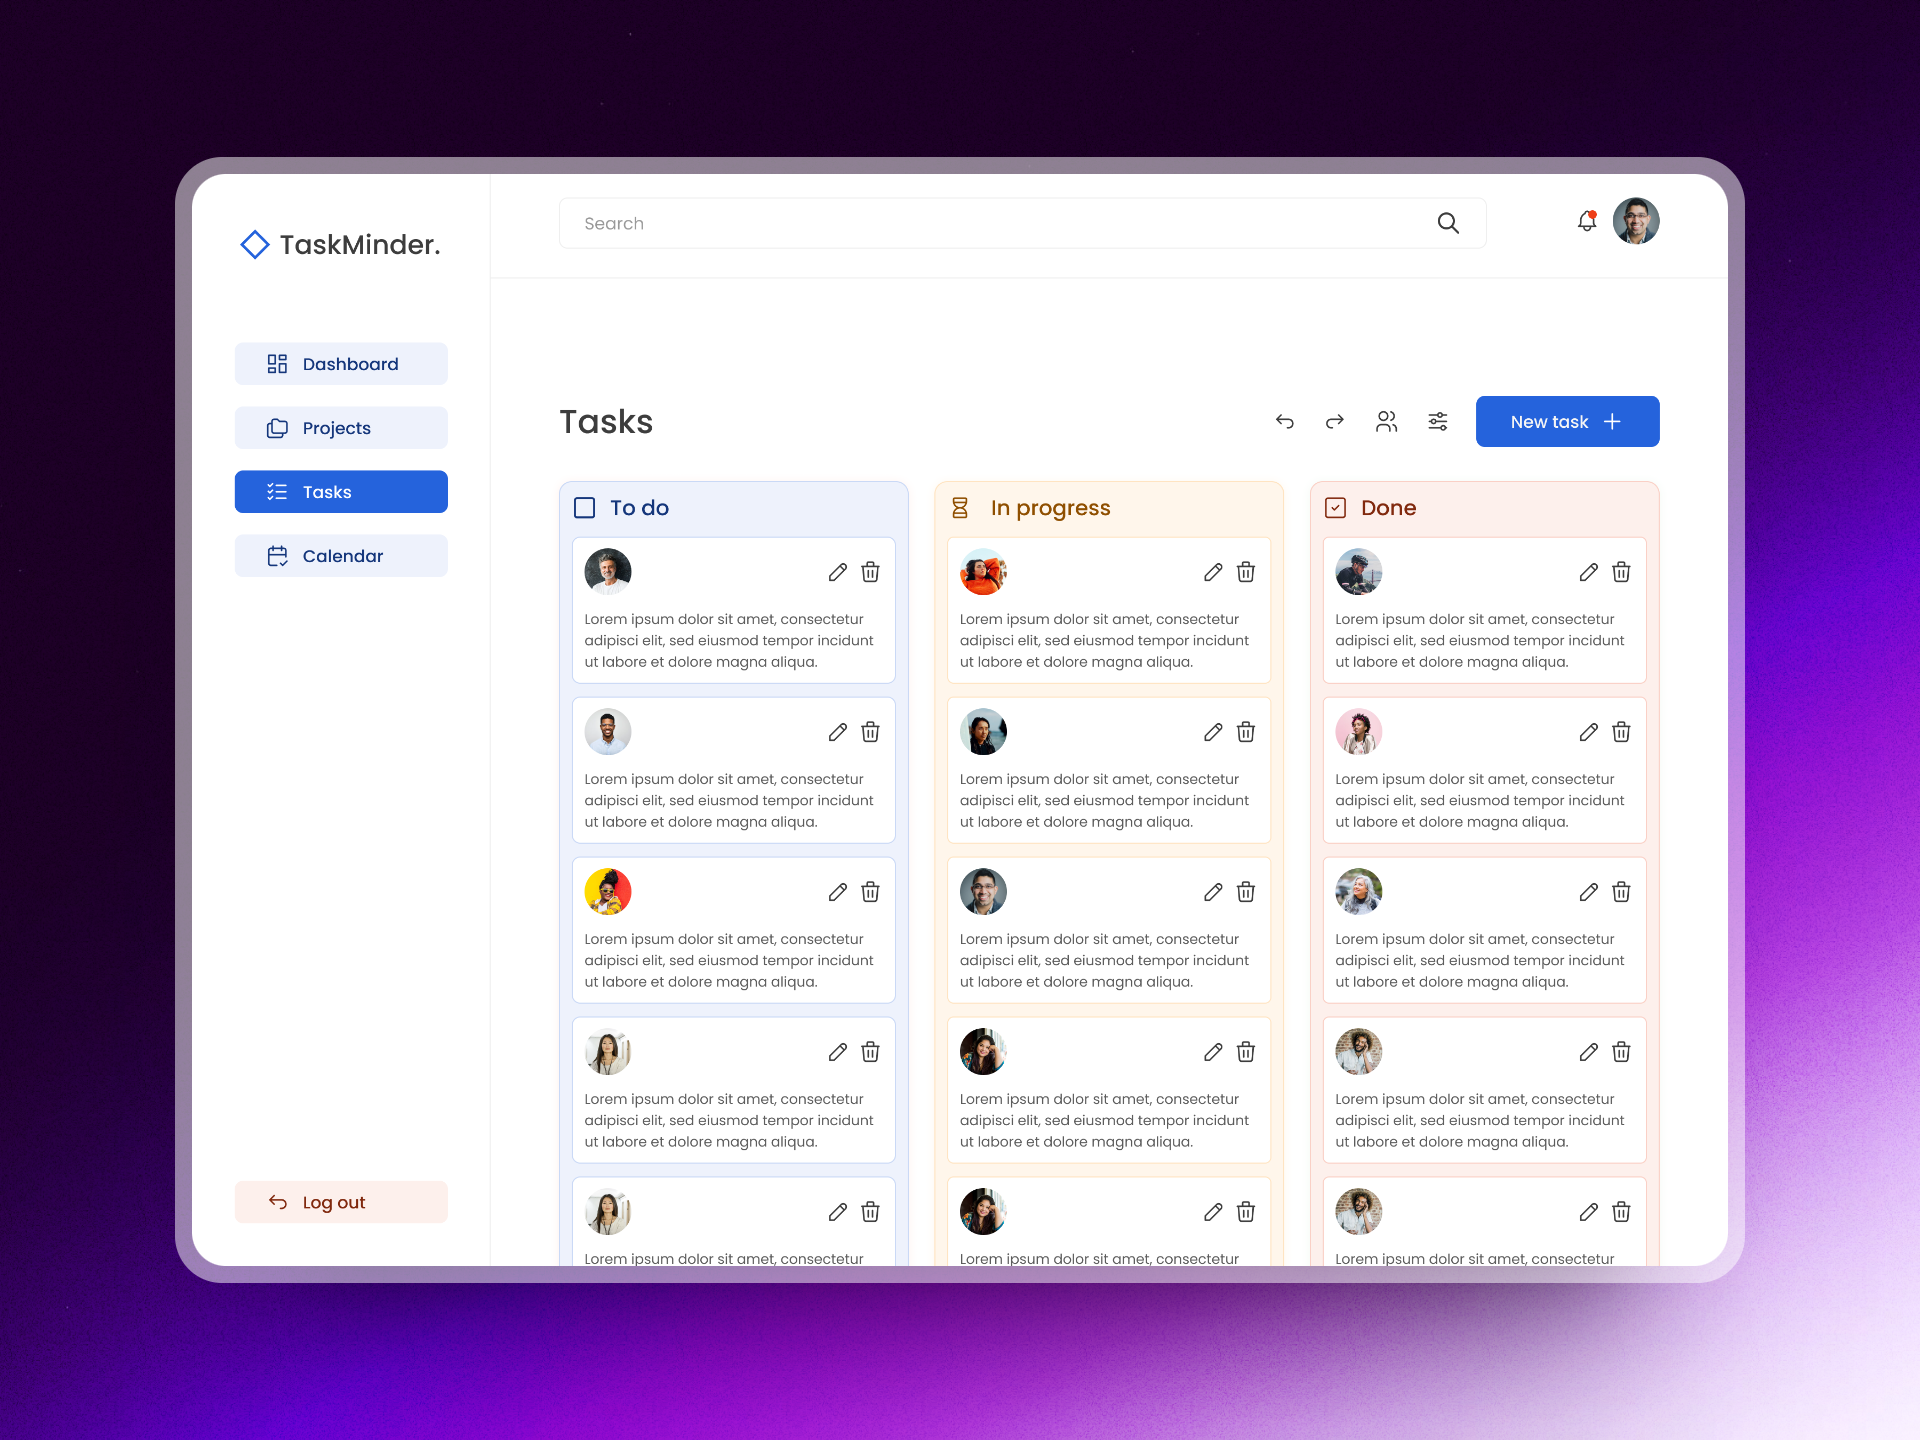 TaskMinder.
Search
Dashboard
Projects
Tasks
Calendar
Log out
Tasks
New task
To do
Lorem ipsum dolor sit amet, consectetur
adipisci elit, sed eiusmod tempor incidunt
ut labore et dolore magna aliqua.
Lorem ipsum dolor sit amet, consectetur
adipisci elit, sed eiusmod tempor incidunt
ut labore et dolore magna aliqua.
Lorem ipsum dolor sit amet, consectetur
adipisci elit, sed eiusmod tempor incidunt
ut labore et dolore magna aliqua.
Lorem ipsum dolor sit amet, consectetur
adipisci elit, sed eiusmod tempor incidunt
ut labore et dolore magna aliqua.
Lorem ipsum dolor sit amet, consectetur
In progress
Lorem ipsum dolor sit amet, consectetur
adipisci elit, sed eiusmod tempor incidunt
ut labore et dolore magna aliqua.
Lorem ipsum dolor sit amet, consectetur
adipisci elit, sed eiusmod tempor incidunt
ut labore et dolore magna aliqua.
Lorem ipsum dolor sit amet, consectetur
adipisci elit, sed eiusmod tempor incidunt
ut labore et dolore magna aliqua.
Lorem ipsum dolor sit amet, consectetur
adipisci elit, sed eiusmod tempor incidunt
ut labore et dolore magna aliqua.
Lorem ipsum dolor sit amet, consectetur
Done
Lorem ipsum dolor sit amet, consectetur
adipisci elit, sed eiusmod tempor incidunt
ut labore et dolore magna aliqua.
Lorem ipsum dolor sit amet, consectetur
adipisci elit, sed eiusmod tempor incidunt
ut labore et dolore magna aliqua.
Lorem ipsum dolor sit amet, consectetur
adipisci elit, sed eiusmod tempor incidunt
ut labore et dolore magna aliqua.
Lorem ipsum dolor sit amet, consectetur
adipisci elit, sed eiusmod tempor incidunt
ut labore et dolore magna aliqua.
Lorem ipsum dolor sit amet, consectetur